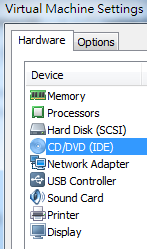 Virtual Machine Settings
Hardware Options
Device
Memory
Processors
Hard Disk (SCSI)
CD/DVD (IDE)
Network Adapter
USB Controller
Sound Card
Printer
Display